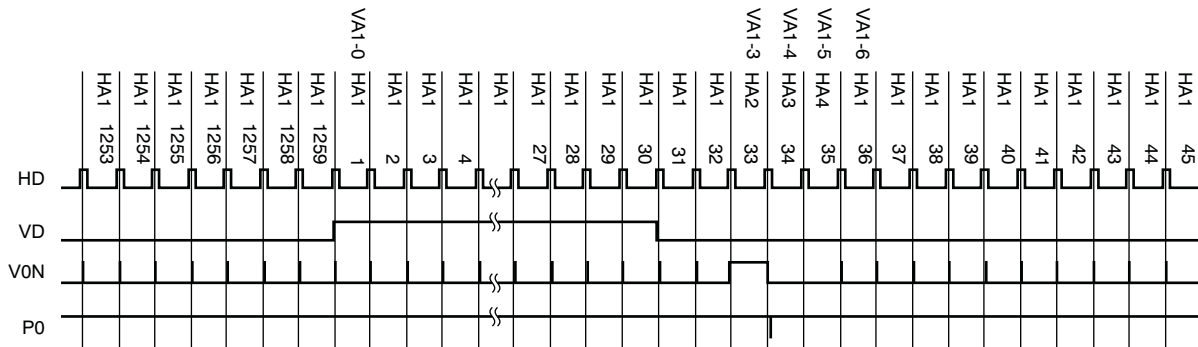 VA1-0 VA1-3 VA1-4 VA1-5 VA1-6
HA1 HA1 HA1 HA1 HA1 HA1 HA1 HA1 HA1 HA1 HA1 HA1 HA1 HA1 HA1 HA1 HA1 HA1 HA2 HA3 HA4 HA1 HA1 HA1 HA1 HA1 HA1 HA1 HA1 HA1 HA1
1253 1254 1255 1256 1257 1258 1259 1 2 3 4 27 28 29 30 31 32 33 34 35 36 37 38 39 40 41 42 43 44 45
HD
VD
V0N
P0